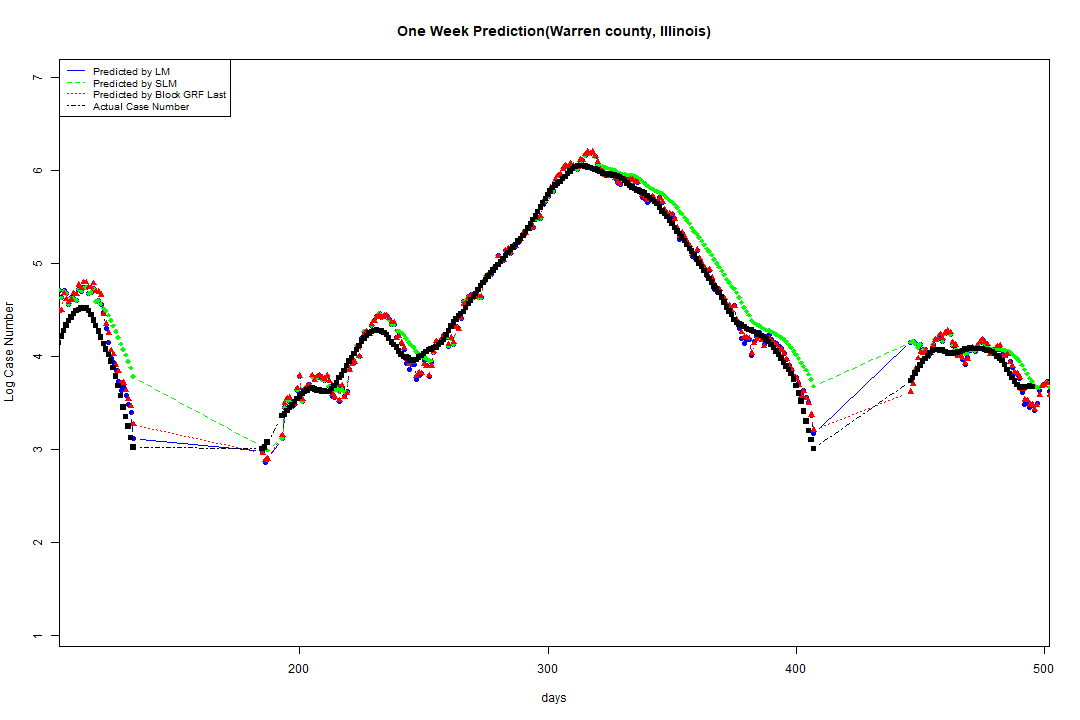 One Week Prediction(Warren county, Illinois)
Predicted by LM
Predicted by SLM
Predicted by Block GRF Last
Actual Case Number
7
6
5
4
3
2
1
Log Case Number
200
300
400
500
days